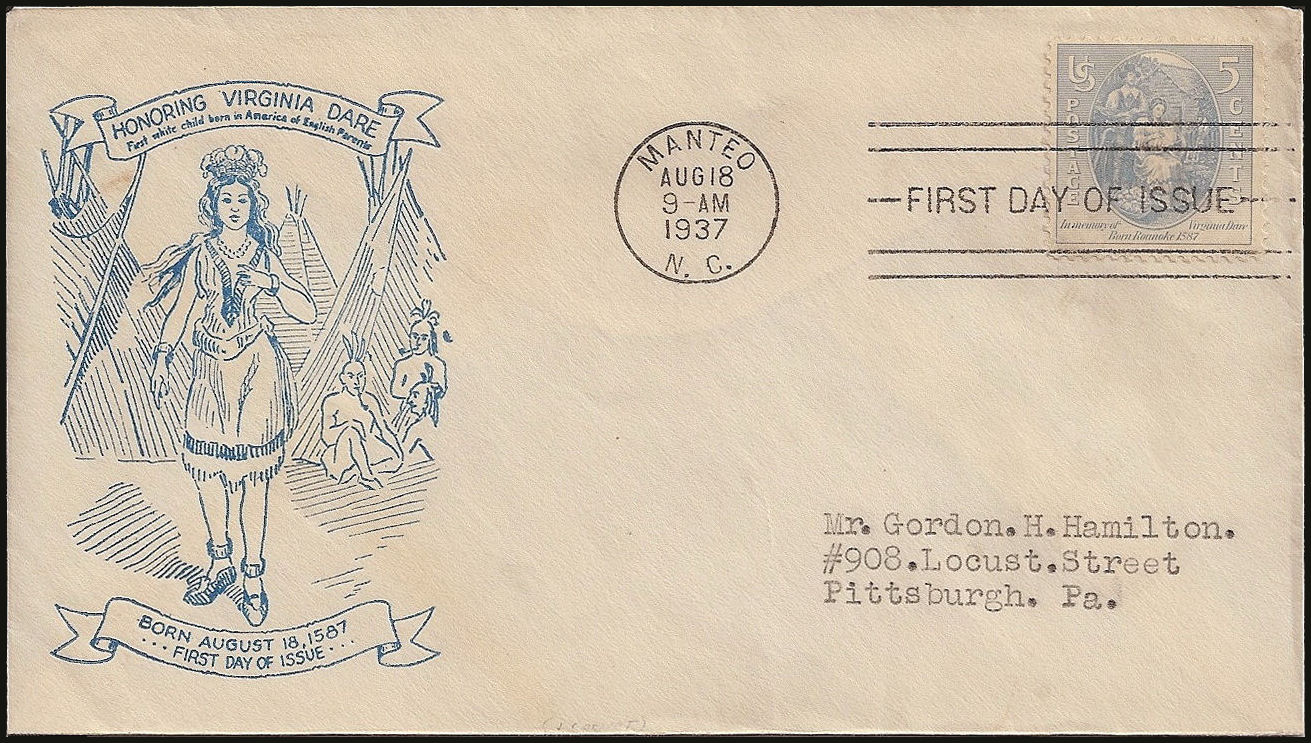 HONORING VIRGINIA DARE
First white child born in America of English Parents
BORN AUGUST 18, 1587
... FIRST DAY OF ISSUE ...
MANTEO
AUG 18
9-AM
1937
N. C.
FIRST DAY OF ISSUE
US POSTAGE
5 CENTS
In memory of Virginia Dare
Born Roanoke 1587
Mr. Gordon.H.Hamilton.
#908.Locust.Street
Pittsburgh. Pa.